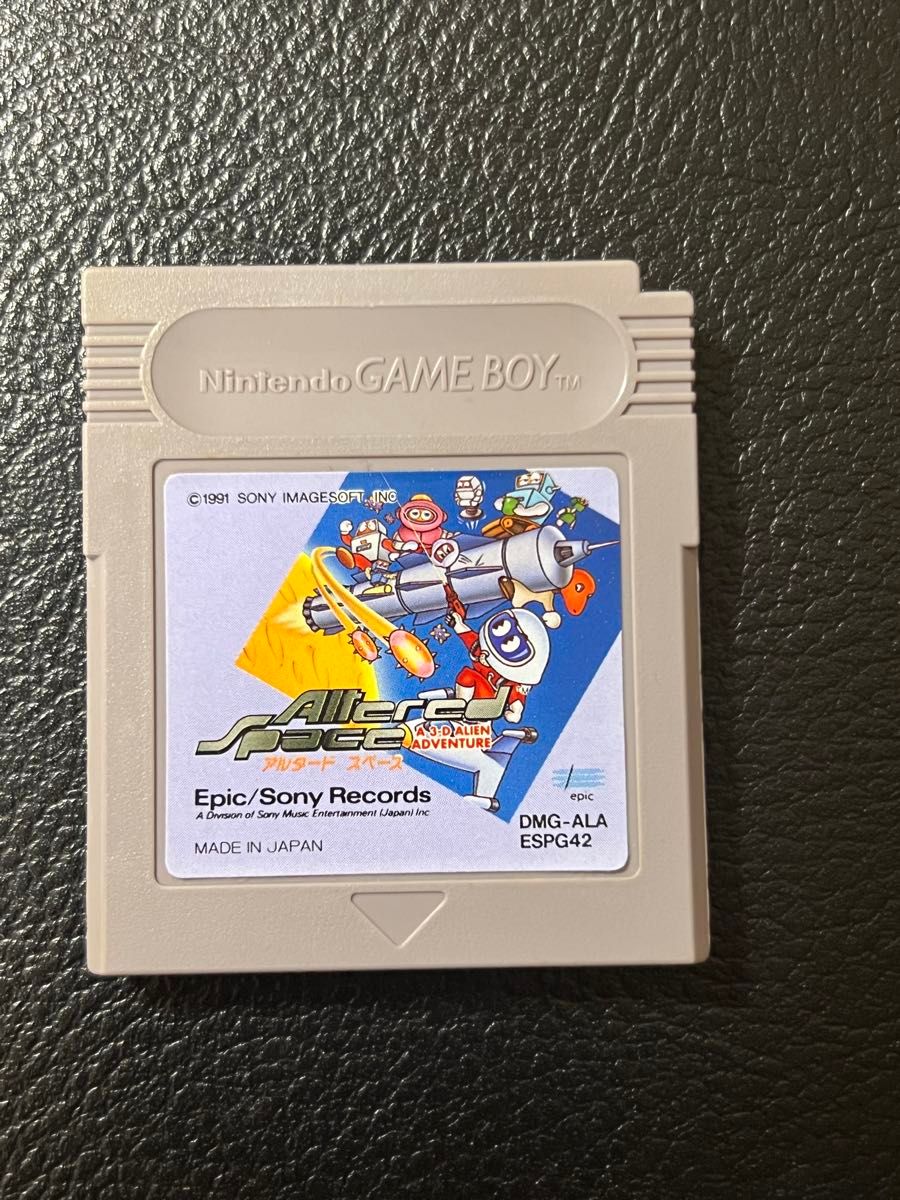 Nintendo GAME BOY TM
©1991 SONY IMAGESOFT, INC
Altered
Space
A 3-D ALIEN
ADVENTURE
アルタード スペース
Epic/Sony Records
A Division of Sony Music Entertainment (Japan) Inc
epic
MADE IN JAPAN
DMG-ALA
ESPG42